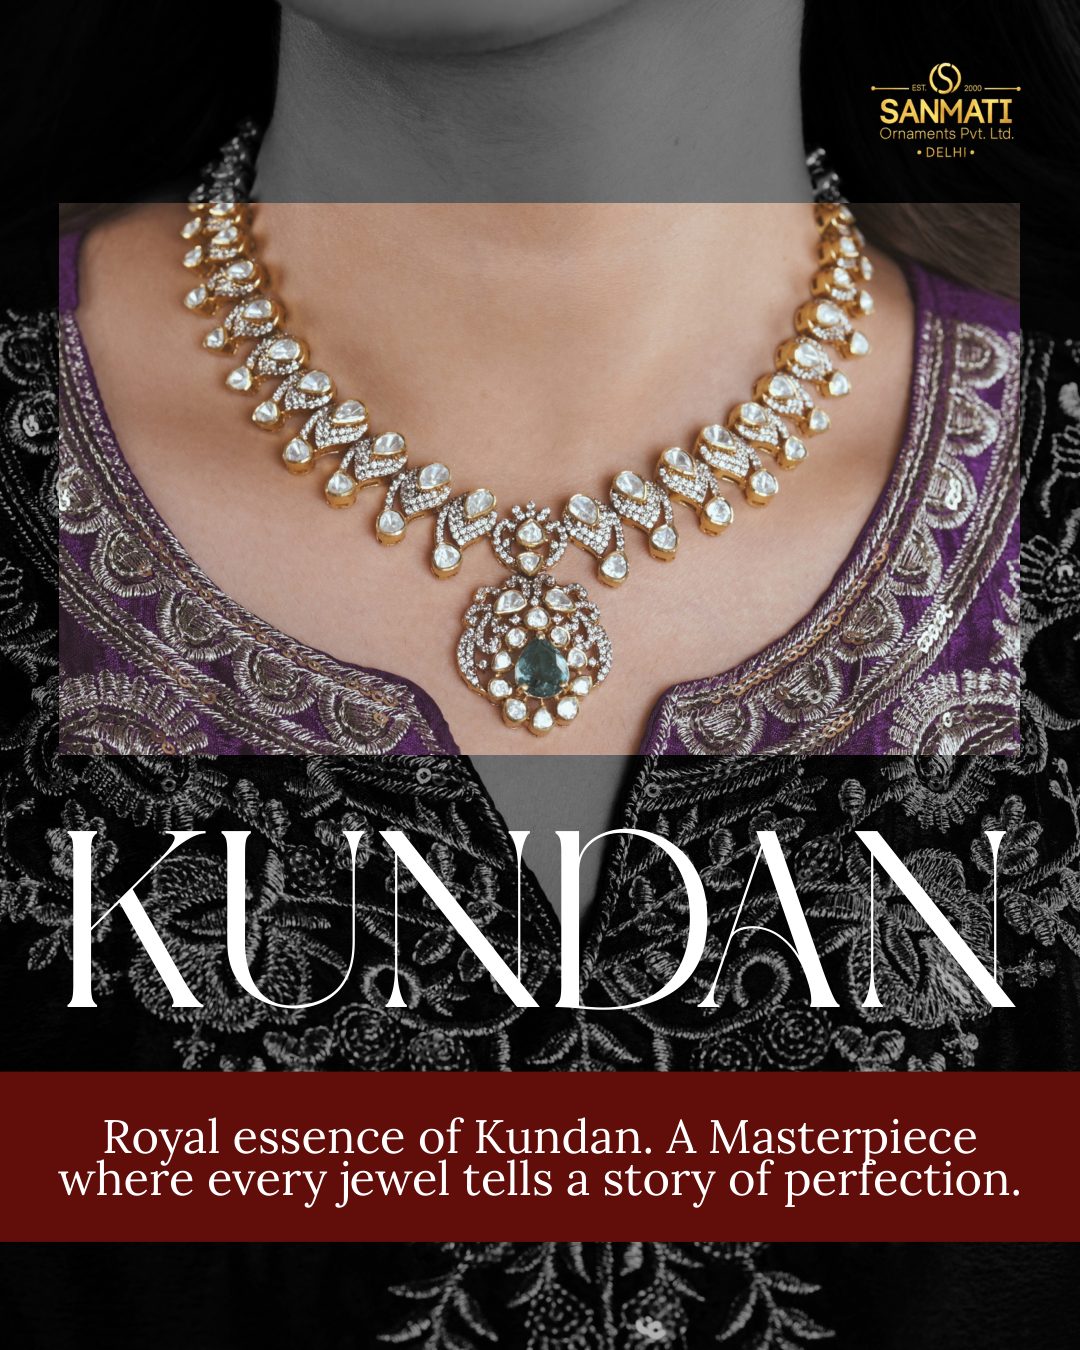 EST. 2000
SANMATI
Ornaments Pvt. Ltd.
• DELHI •
KUNDAN
Royal essence of Kundan. A Masterpiece
where every jewel tells a story of perfection.